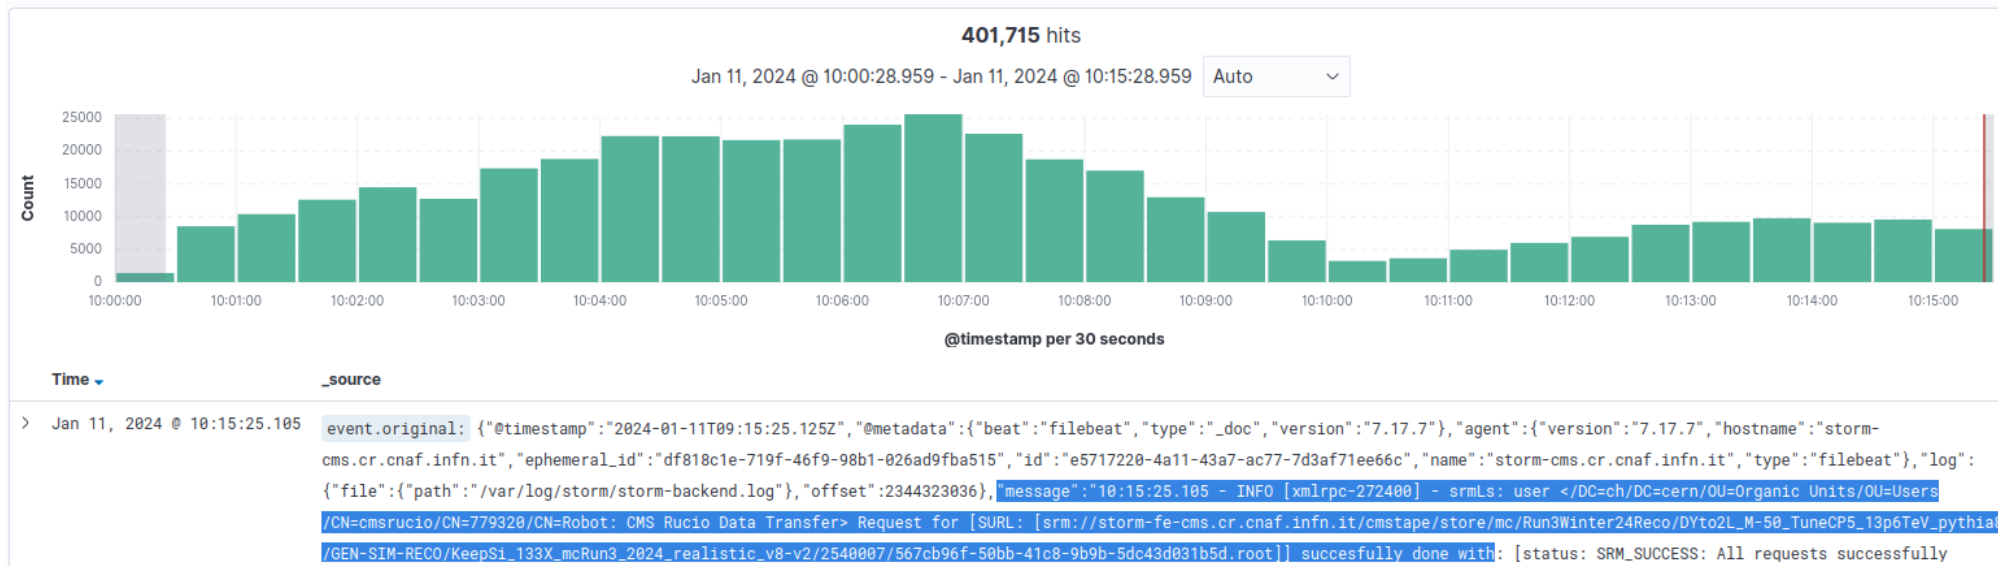 401,715 hits
Jan 11, 2024 @ 10:00:28.959 - Jan 11, 2024 @ 10:15:28.959 Auto
25000
20000
15000
10000
5000
0
Count
10:00:00 10:01:00 10:02:00 10:03:00 10:04:00 10:05:00 10:06:00 10:07:00 10:08:00 10:09:00 10:10:00 10:11:00 10:12:00 10:13:00 10:14:00 10:15:00
@timestamp per 30 seconds
Time _source
Jan 11, 2024 @ 10:15:25.105 event.original: {"@timestamp":"2024-01-11T09:15:25.125Z","@metadata":{"beat":"filebeat","type":"_doc","version":"7.17.7"},"agent":{"version":"7.17.7","hostname":"storm-
cms.cr.cnaf.infn.it","ephemeral_id":"df818c1e-719f-46f9-98b1-026ad9fba515","id":"e5717220-4a11-43a7-ac77-7d3af71ee66c","name":"storm-cms.cr.cnaf.infn.it","type":"filebeat"},"log":
{"file":{"path":"/var/log/storm/storm-backend.log"},"offset":2344323036},"message":"10:15:25.105 - INFO [xmlrpc-272400] - srmLs: user </DC=ch/DC=cern/OU=Organic Units/OU=Users
/CN=cmsrucio/CN=779320/CN=Robot: CMS Rucio Data Transfer> Request for [SURL: [srm://storm-fe-cms.cr.cnaf.infn.it/cmstape/store/mc/Run3Winter24Reco/DYto2L_M-50_TuneCP5_13p6TeV_pythia8
/GEN-SIM-RECO/KeepSi_133X_mcRun3_2024_realistic_v8-v2/2540007/567cb96f-50bb-41c8-9b9b-5dc43d031b5d.root]] succesfully done with: [status: SRM_SUCCESS: All requests successfully